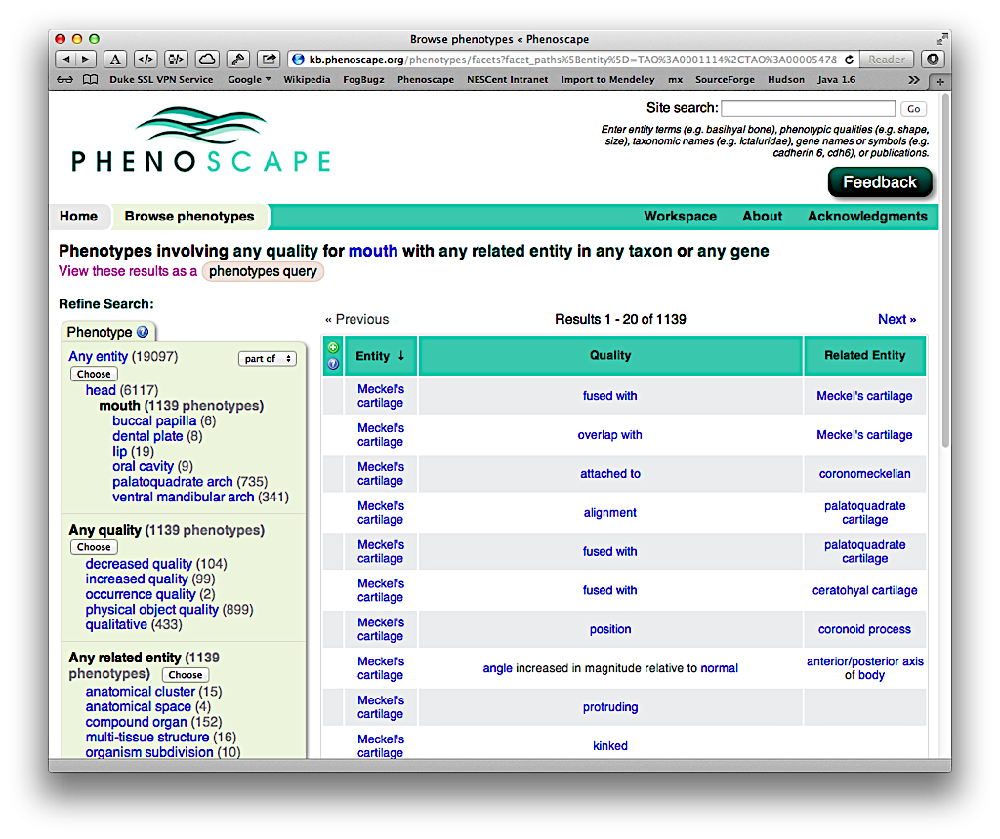 Browse phenotypes « Phenoscape
A </> kb.phenoscape.org/phenotypes/facets?facet_paths%5Bentity%5D=TAO%3A0001114%2CTAO%3A00005478 Reader
Duke SSL VPN Service Google ▾ Wikipedia FogBugz Phenoscape NESCent Intranet Import to Mendeley mx SourceForge Hudson Java 1.6 » +
PHENOSCAPE
Site search: Go
Enter entity terms (e.g. basihyal bone), phenotypic qualities (e.g. shape,
size), taxonomic names (e.g. Ictaluridae), gene names or symbols (e.g.
cadherin 6, cdh6), or publications.
Feedback
Home Browse phenotypes Workspace About Acknowledgments
Phenotypes involving any quality for mouth with any related entity in any taxon or any gene
View these results as a phenotypes query
Refine Search:
Phenotype ?
Any entity (19097) part of
Choose
head (6117)
mouth (1139 phenotypes)
buccal papilla (6)
dental plate (8)
lip (19)
oral cavity (9)
palatoquadrate arch (735)
ventral mandibular arch (341)
Any quality (1139 phenotypes)
Choose
decreased quality (104)
increased quality (99)
occurrence quality (2)
physical object quality (899)
qualitative (433)
Any related entity (1139
phenotypes) Choose
anatomical cluster (15)
anatomical space (4)
compound organ (152)
multi-tissue structure (16)
organism subdivision (10)
« Previous Results 1 - 20 of 1139 Next »
+ ? Entity ↓ Quality Related Entity
Meckel's
cartilage fused with Meckel's cartilage
Meckel's
cartilage overlap with Meckel's cartilage
Meckel's
cartilage attached to coronomeckelian
Meckel's
cartilage alignment palatoquadrate
cartilage
Meckel's
cartilage fused with palatoquadrate
cartilage
Meckel's
cartilage fused with ceratohyal cartilage
Meckel's
cartilage position coronoid process
Meckel's
cartilage angle increased in magnitude relative to normal anterior/posterior axis
of body
Meckel's
cartilage protruding
Meckel's
cartilage kinked